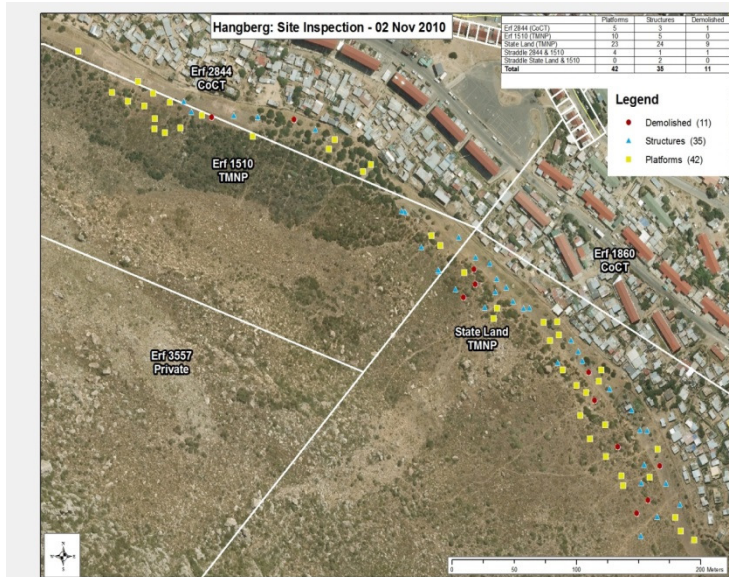 Hangberg: Site Inspection - 02 Nov 2010
Platforms Structures Demolished
Erf 2844 (CoCT) 5 3 1
Erf 1510 (TMNP) 10 5 0
State Land (TMNP) 23 24 9
Straddle 2844 & 1510 4 1 1
Straddle State Land & 1510 0 2 0
Total 42 35 11
Legend
Demolished (11)
Structures (35)
Platforms (42)
Erf 2844
CoCT
Erf 1510
TMNP
Erf 1860
CoCT
State Land
TMNP
Erf 3557
Private
0 50 100 200 Meters